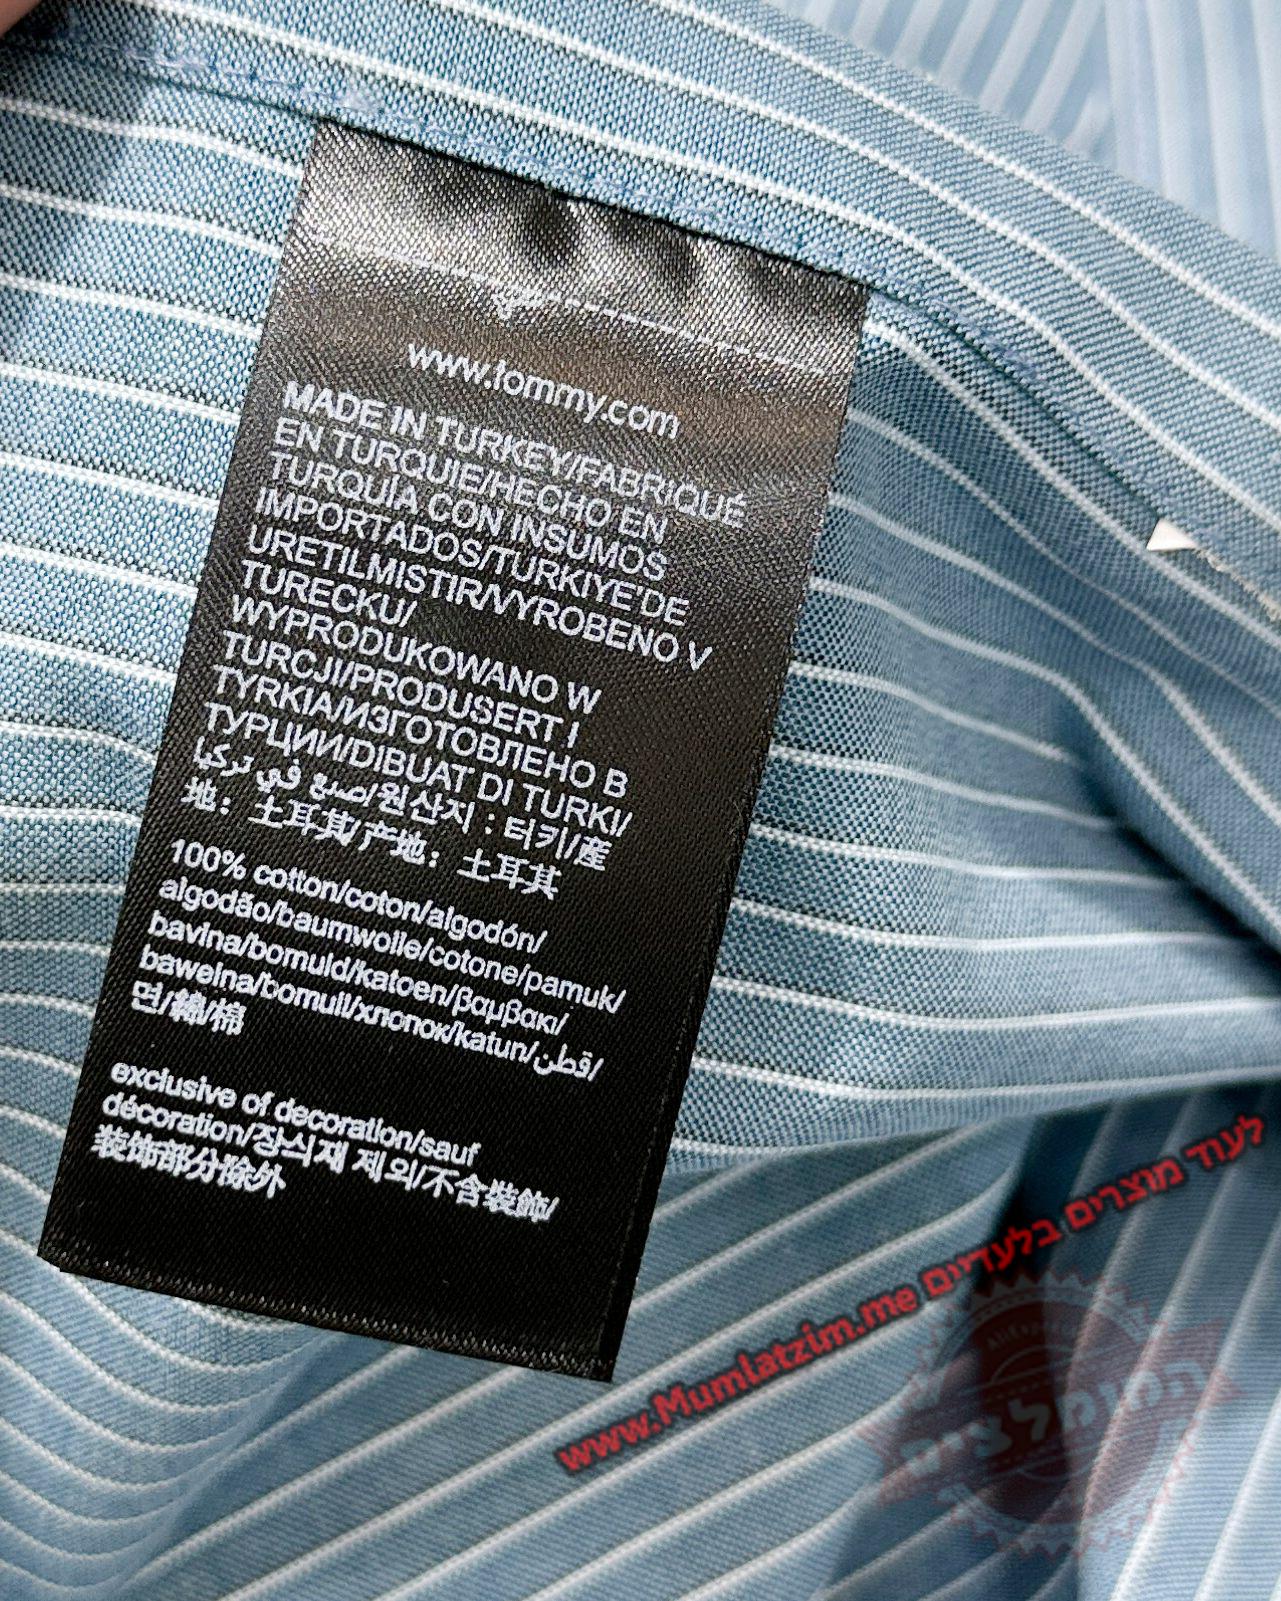 www.tommy.com
MADE IN TURKEY/FABRIQUÉ
EN TURQUIE/HECHO EN
TURQUIA CON INSUMOS
IMPORTADOS/TURKIYE'DE
URETILMISTIR/VYROBENO V
TURECKU/
WYPRODUKOWANO W
TURCJI/PRODUSERT I
TYRKIA/ИЗГОТОВЛЕНО В
ТУРЦИИ/DIBUAT DI TURKI/
صنع في تركيا/원산지 : 터키/產
地：土耳其/产地：土耳其
100% cotton/coton/algodón/
algodão/baumwolle/cotone/pamuk/
bavlna/bomuld/katoen/βαμβακι/
bawelna/bomull/хлопок/katun/قطن/
면/綿/棉
exclusive of decoration/sauf
décoration/장식재 제외/不含裝飾/
装饰部分除外
לעוד מוצרים בלעדיים www.Mumlatzim.me
המומלצים